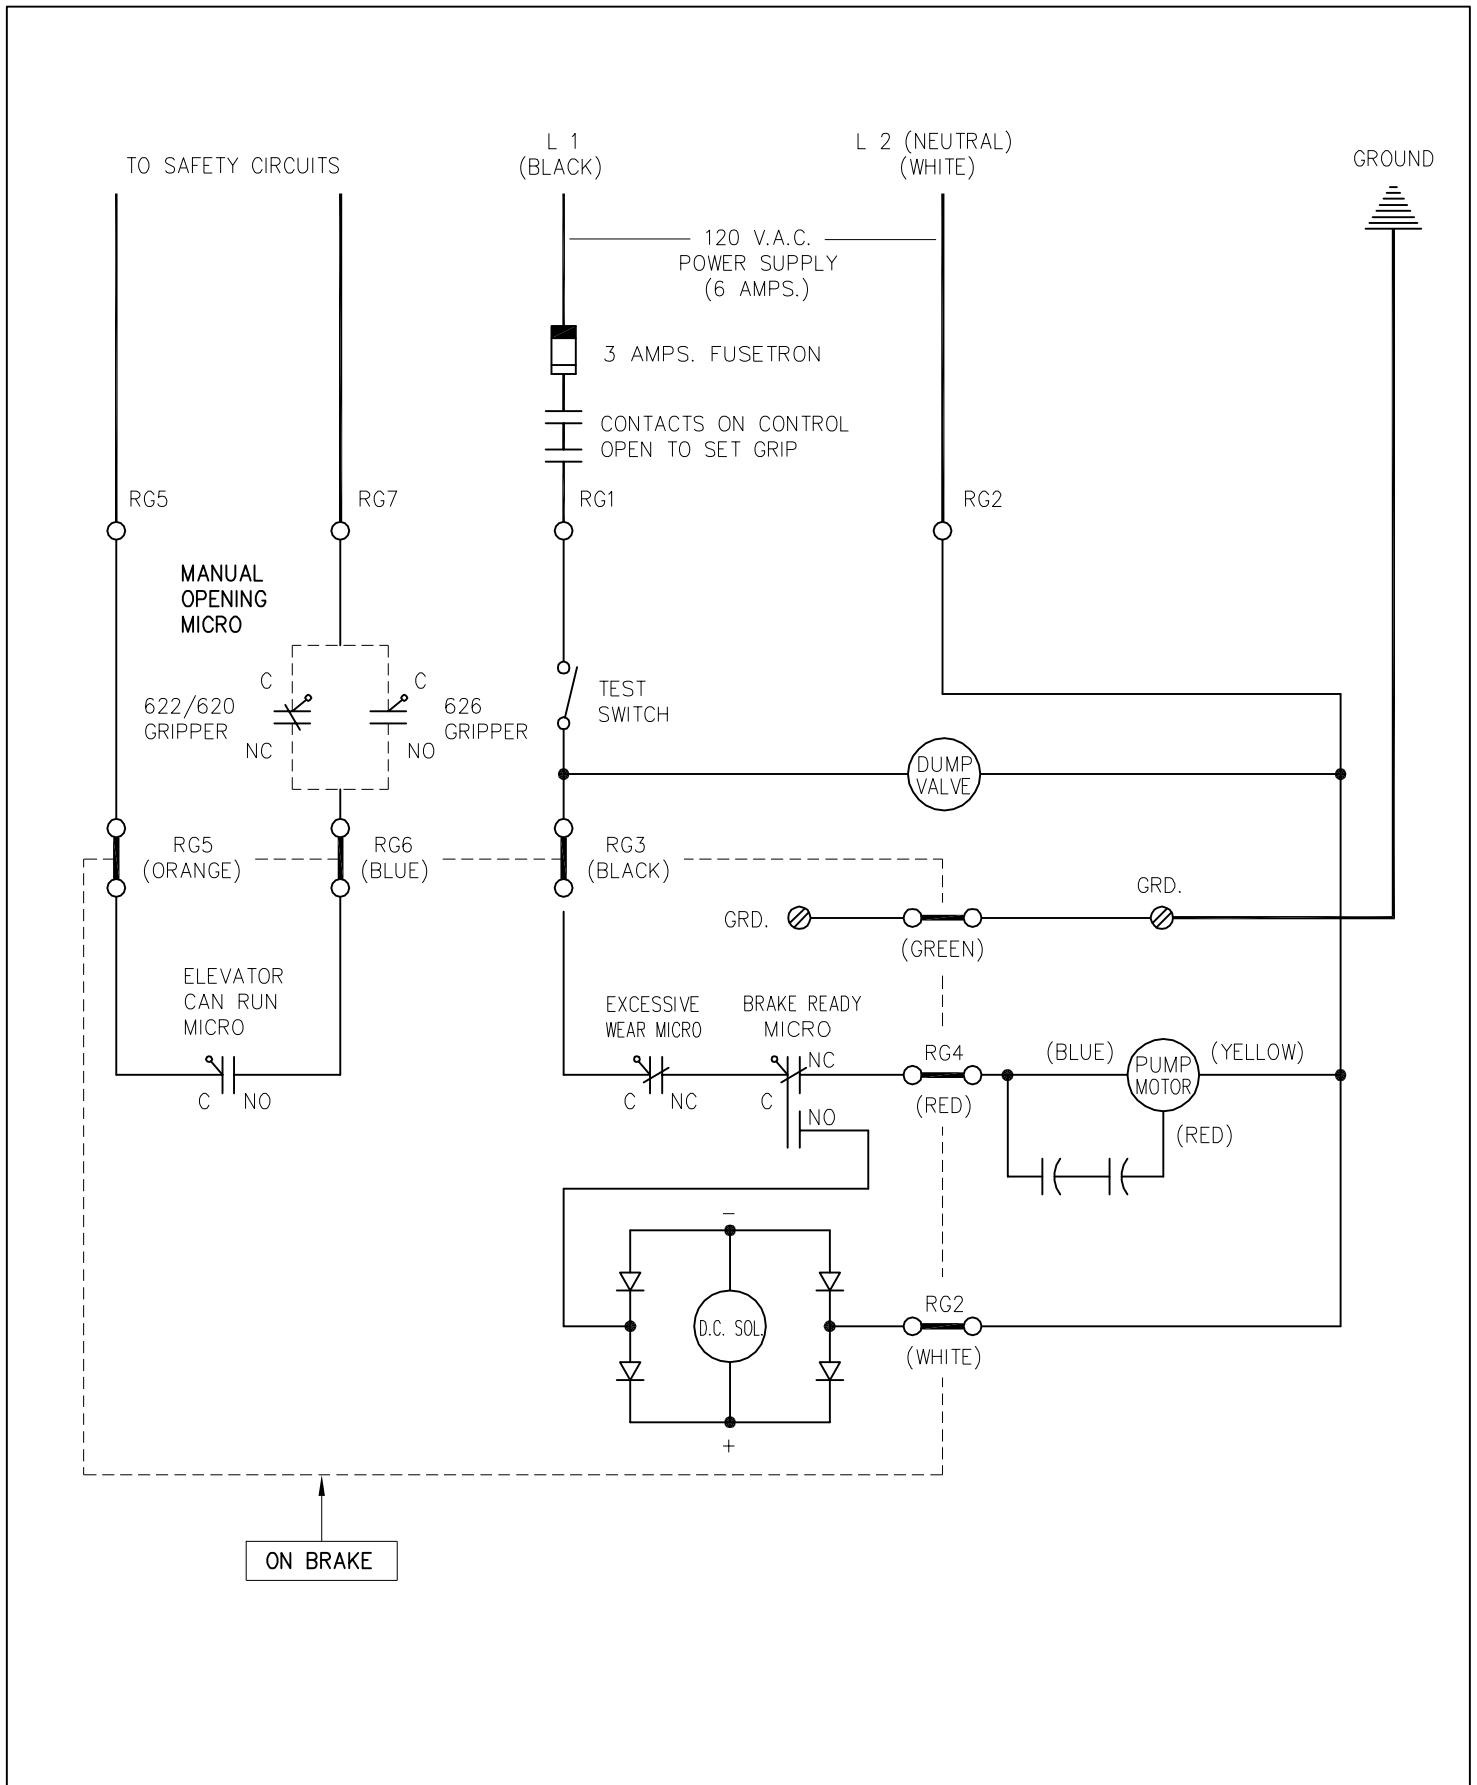 TO SAFETY CIRCUITS
L 1
(BLACK)
L 2 (NEUTRAL)
(WHITE)
GROUND
120 V.A.C.
POWER SUPPLY
(6 AMPS.)
3 AMPS. FUSETRON
CONTACTS ON CONTROL
OPEN TO SET GRIP
RG5
RG7
RG1
RG2
MANUAL
OPENING
MICRO
C
622/620
GRIPPER
NC
C
626
GRIPPER
NO
TEST
SWITCH
DUMP
VALVE
RG5
(ORANGE)
RG6
(BLUE)
RG3
(BLACK)
GRD.
(GREEN)
GRD.
ELEVATOR
CAN RUN
MICRO
C
NO
EXCESSIVE
WEAR MICRO
C
NC
BRAKE READY
MICRO
NC
C
NO
RG4
(RED)
(BLUE)
PUMP
MOTOR
(YELLOW)
(RED)
–
D.C. SOL.
+
RG2
(WHITE)
ON BRAKE